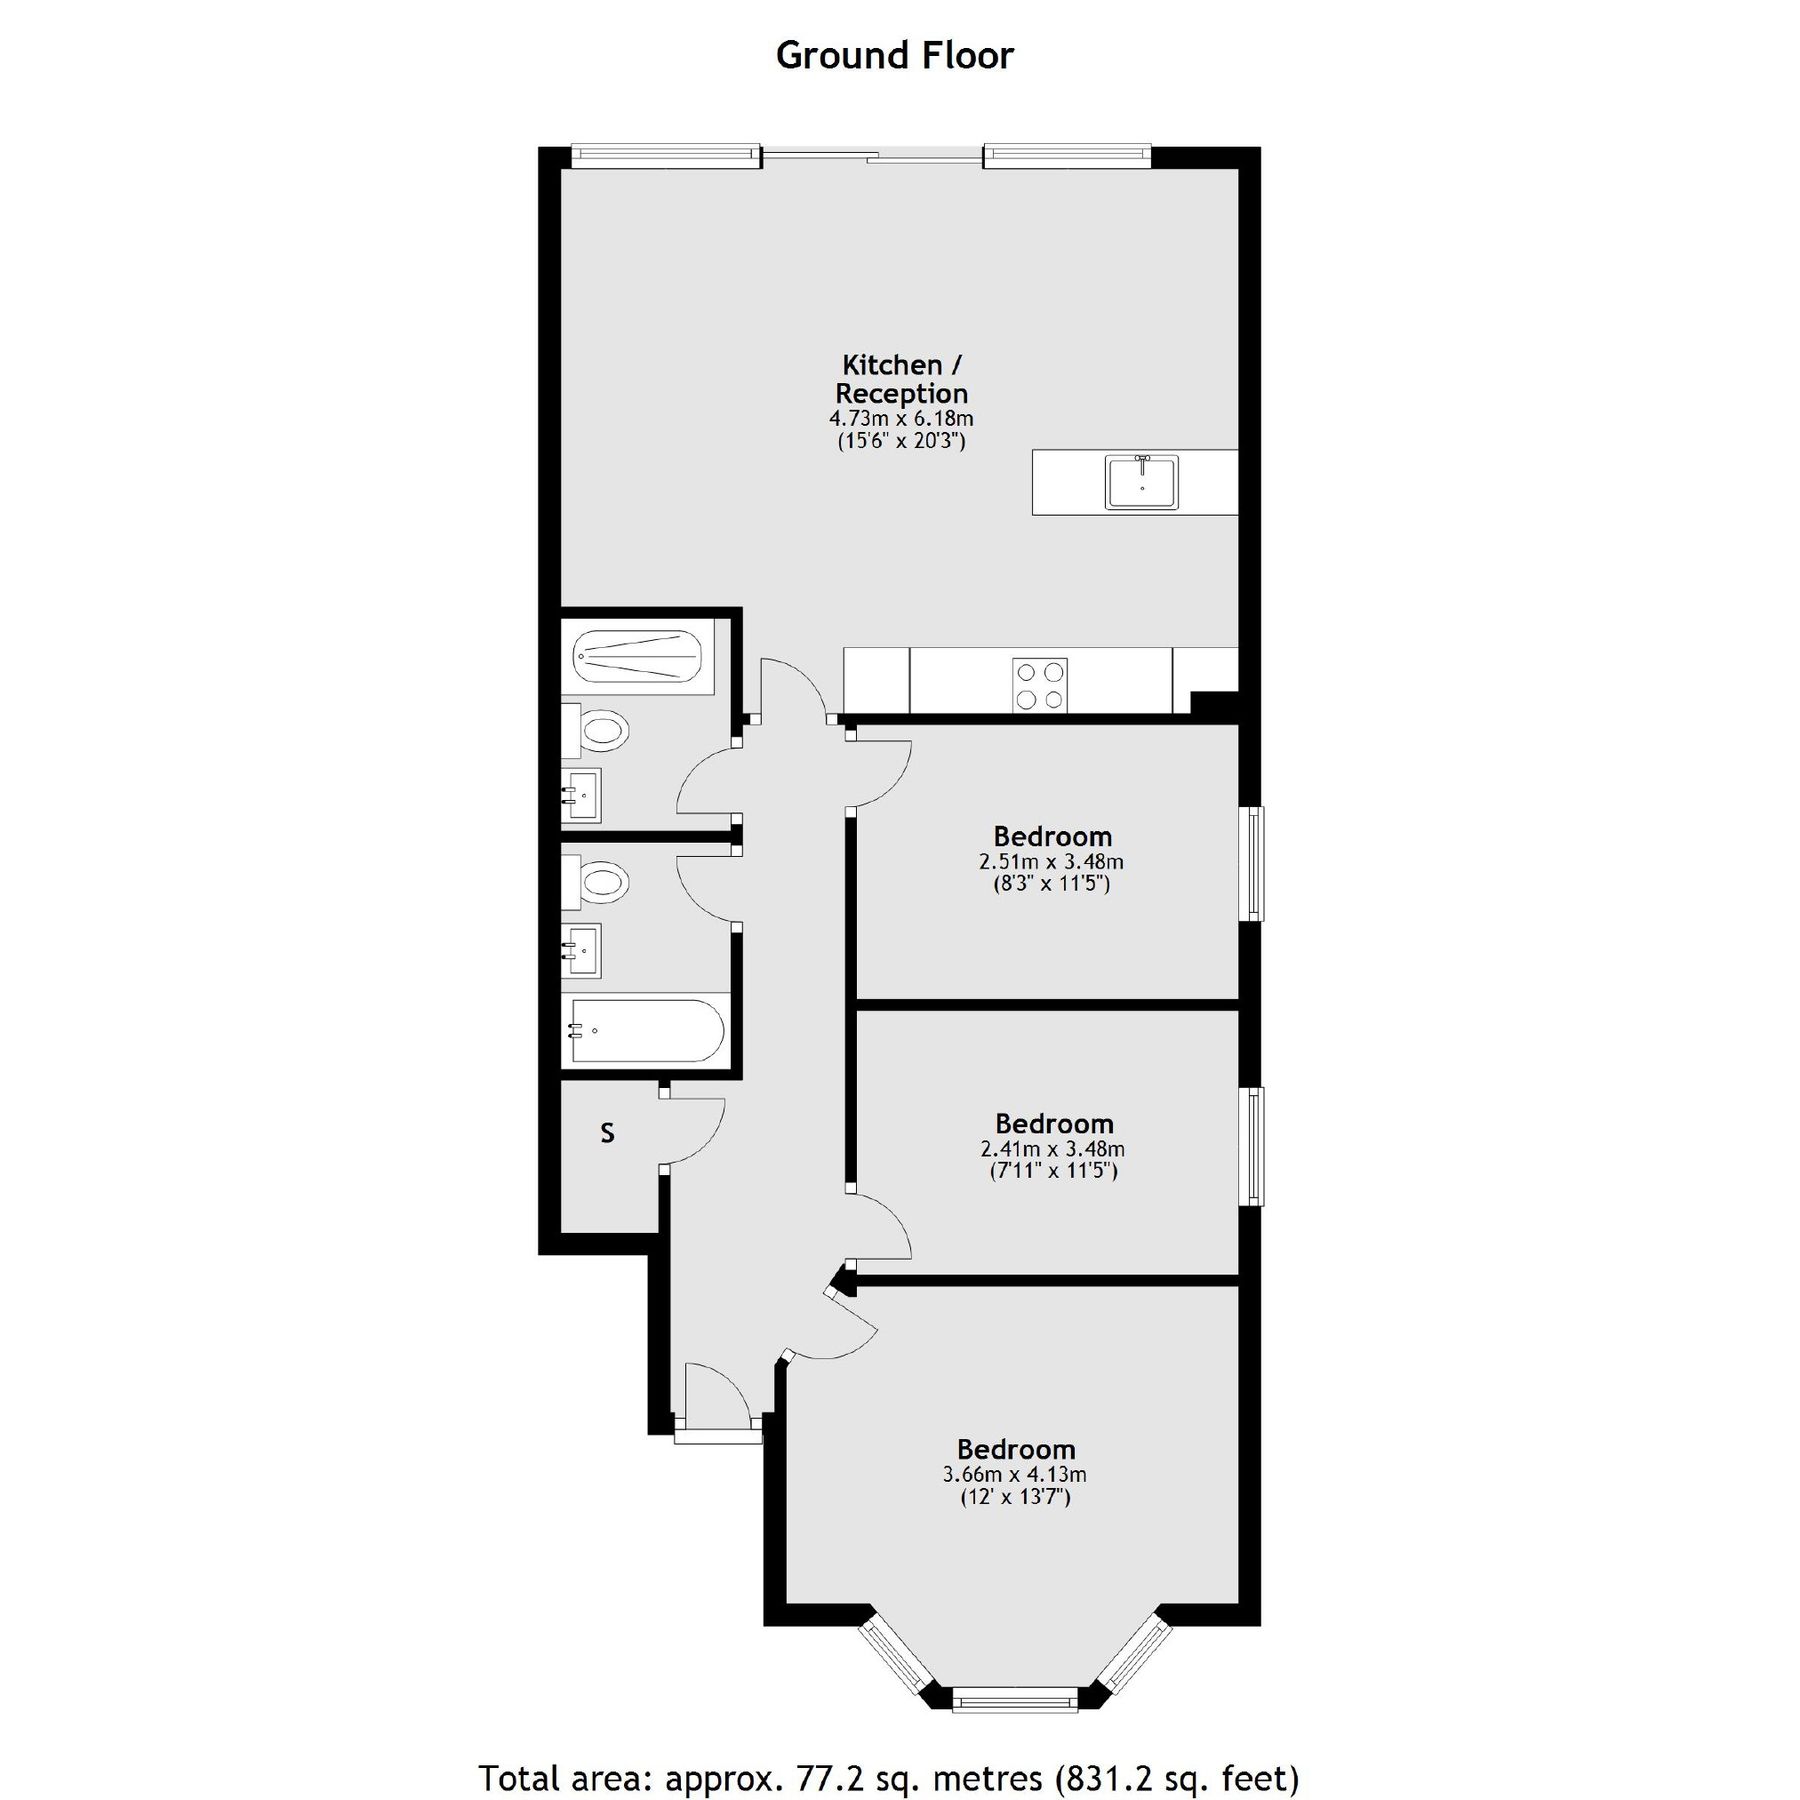 Ground Floor
Kitchen /
Reception
4.73m x 6.18m
(15'6" x 20'3")
Bedroom
2.51m x 3.48m
(8'3" x 11'5")
Bedroom
2.41m x 3.48m
(7'11" x 11'5")
S
Bedroom
3.66m x 4.13m
(12' x 13'7")
Total area: approx. 77.2 sq. metres (831.2 sq. feet)